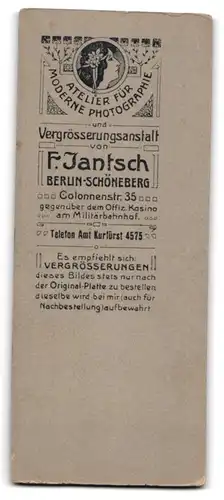 ATELIER FÜR
MODERNE PHOTOGRAPHIE
und
Vergrösserungsanstalt
von
F. Jantsch
BERLIN-SCHÖNEBERG
Colonnenstr. 35
gegenüber dem Offiz. Kasino
am Militärbahnhof.
Telefon Amt Kurfürst 4575
Es empfiehlt sich
VERGRÖSSERUNGEN
dieses Bildes stets nur nach
der Original-Platte zu bestellen
dieselbe wird bei mir (auch für
Nachbestellung) aufbewahrt